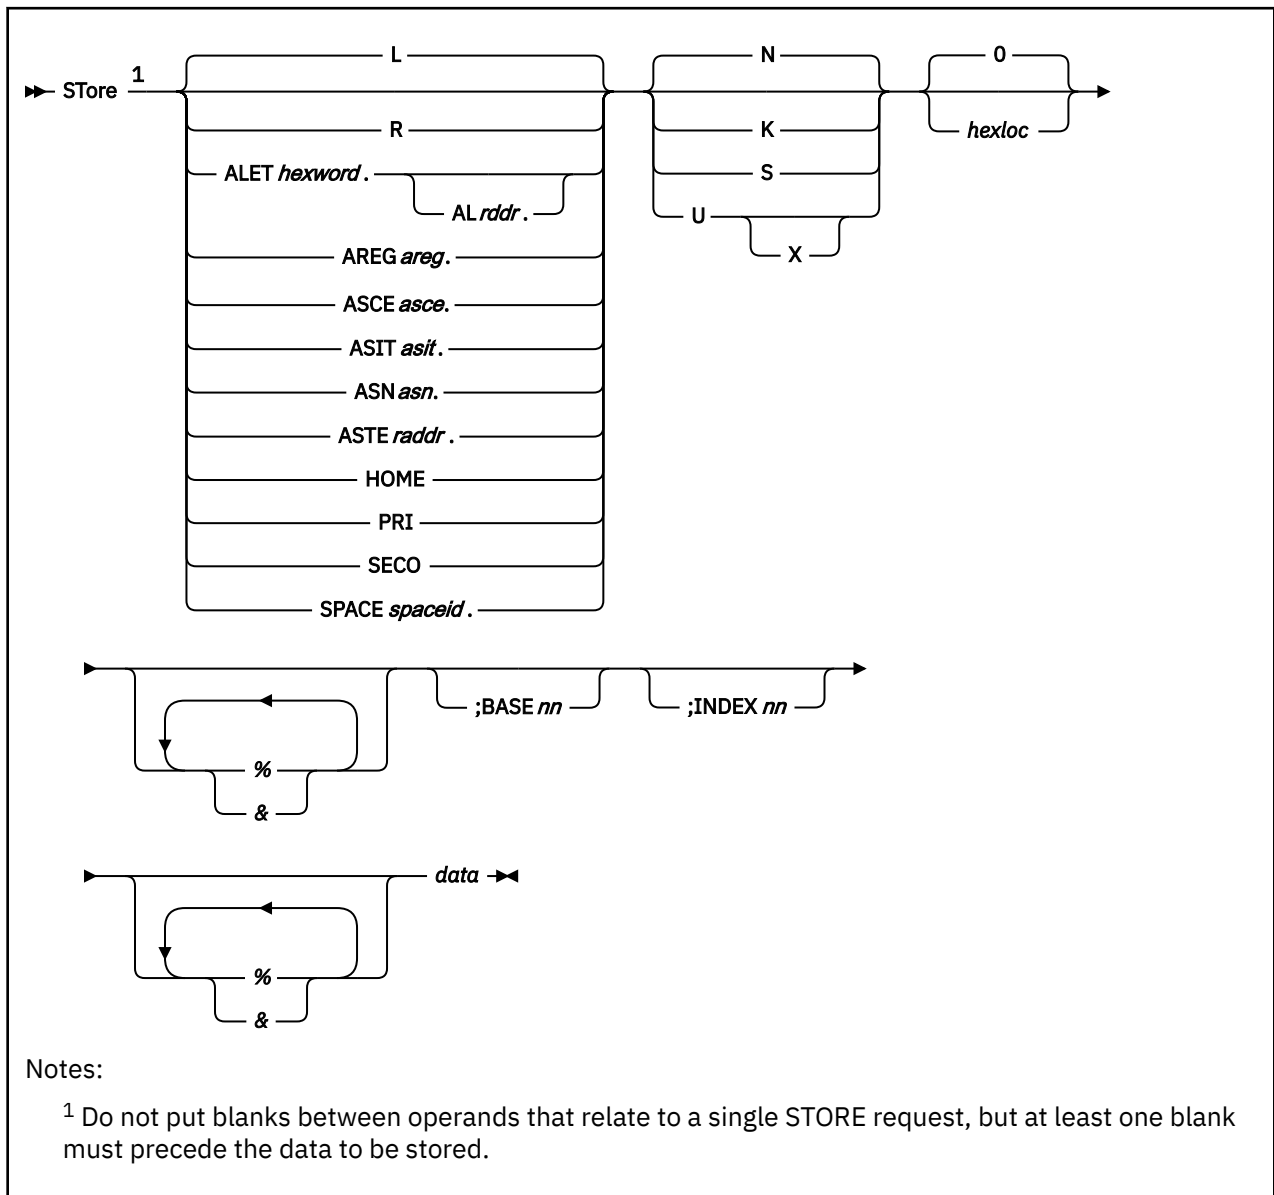 L N 0
STore 1
R K hexloc
ALET hexword . S
AL rddr .
U
AREG areg. X
ASCE asce.
ASIT asit .
ASN asn.
ASTE raddr .
HOME
PRI
SECO
SPACE spaceid .
;BASE nn ;INDEX nn
%
&
data
%
&
Notes:
1 Do not put blanks between operands that relate to a single STORE request, but at least one blank
must precede the data to be stored.